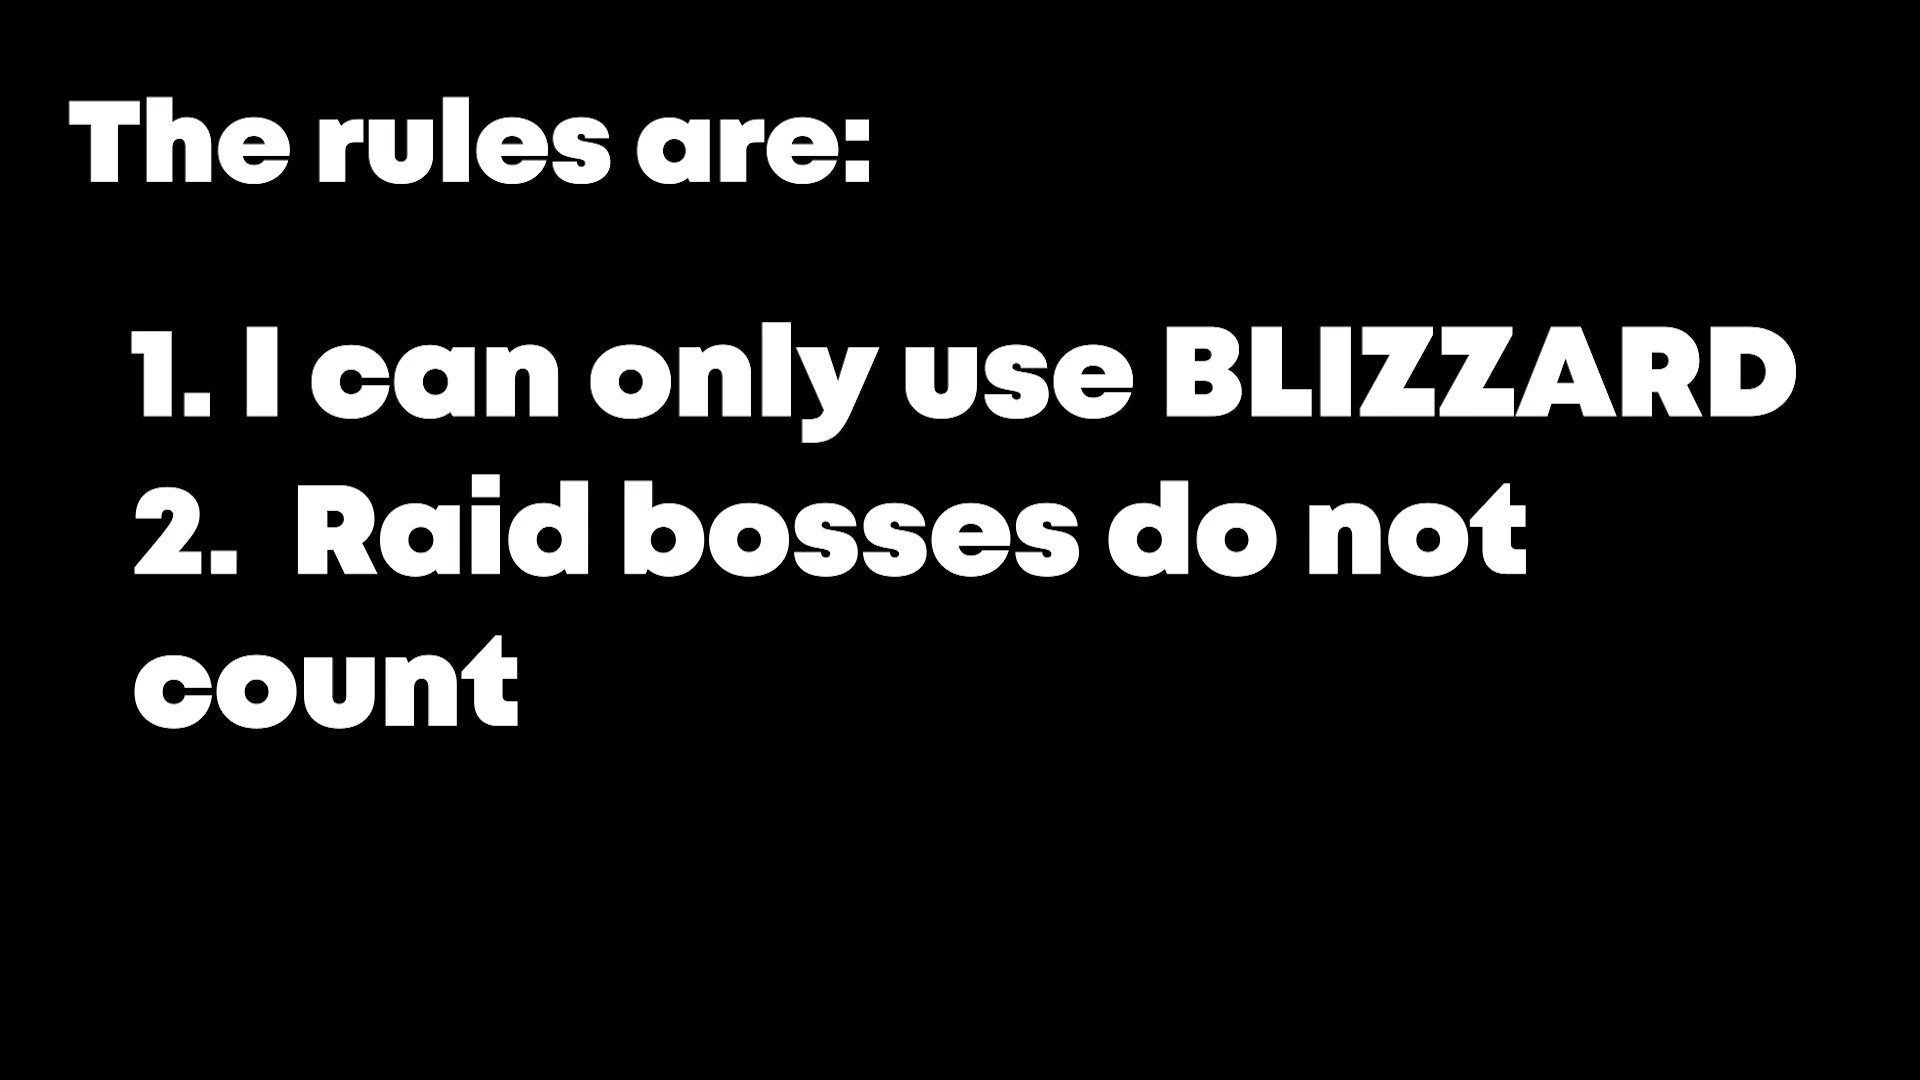 The rules are:
1. I can only use BLIZZARD
2. Raid bosses do not
count